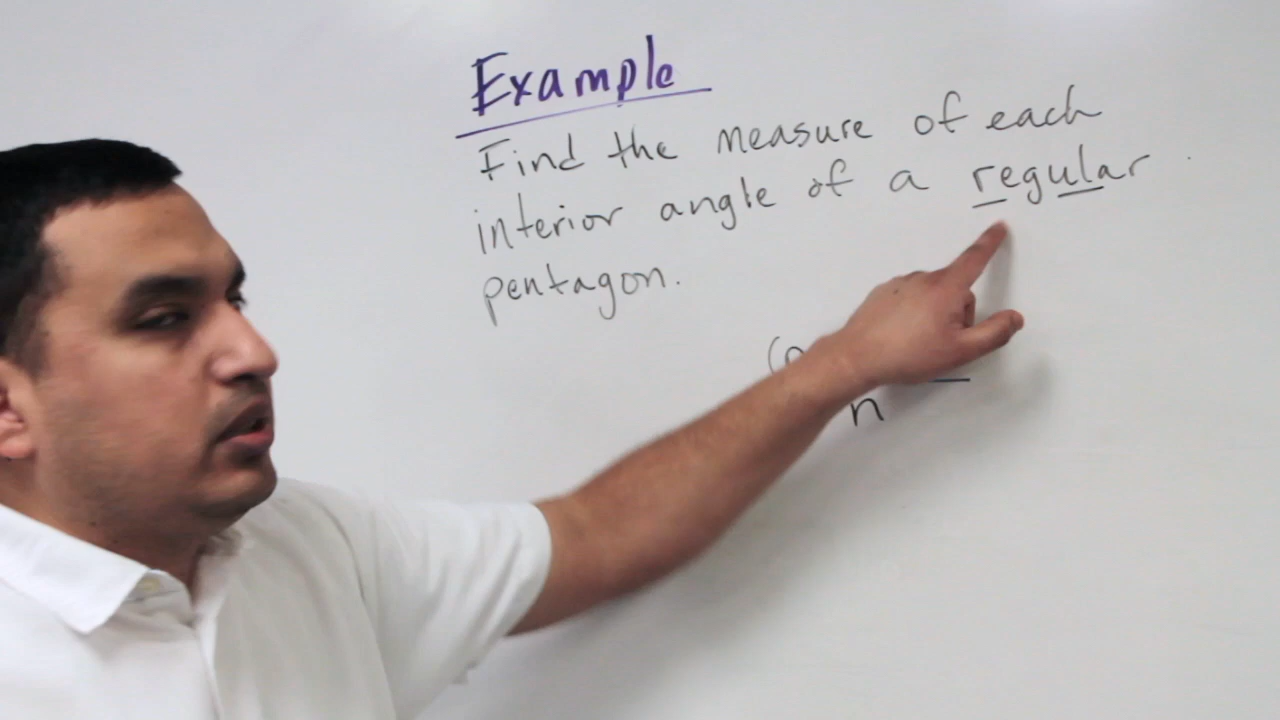 Example
Find the measure of each
interior angle of a regular
pentagon.
(n
n